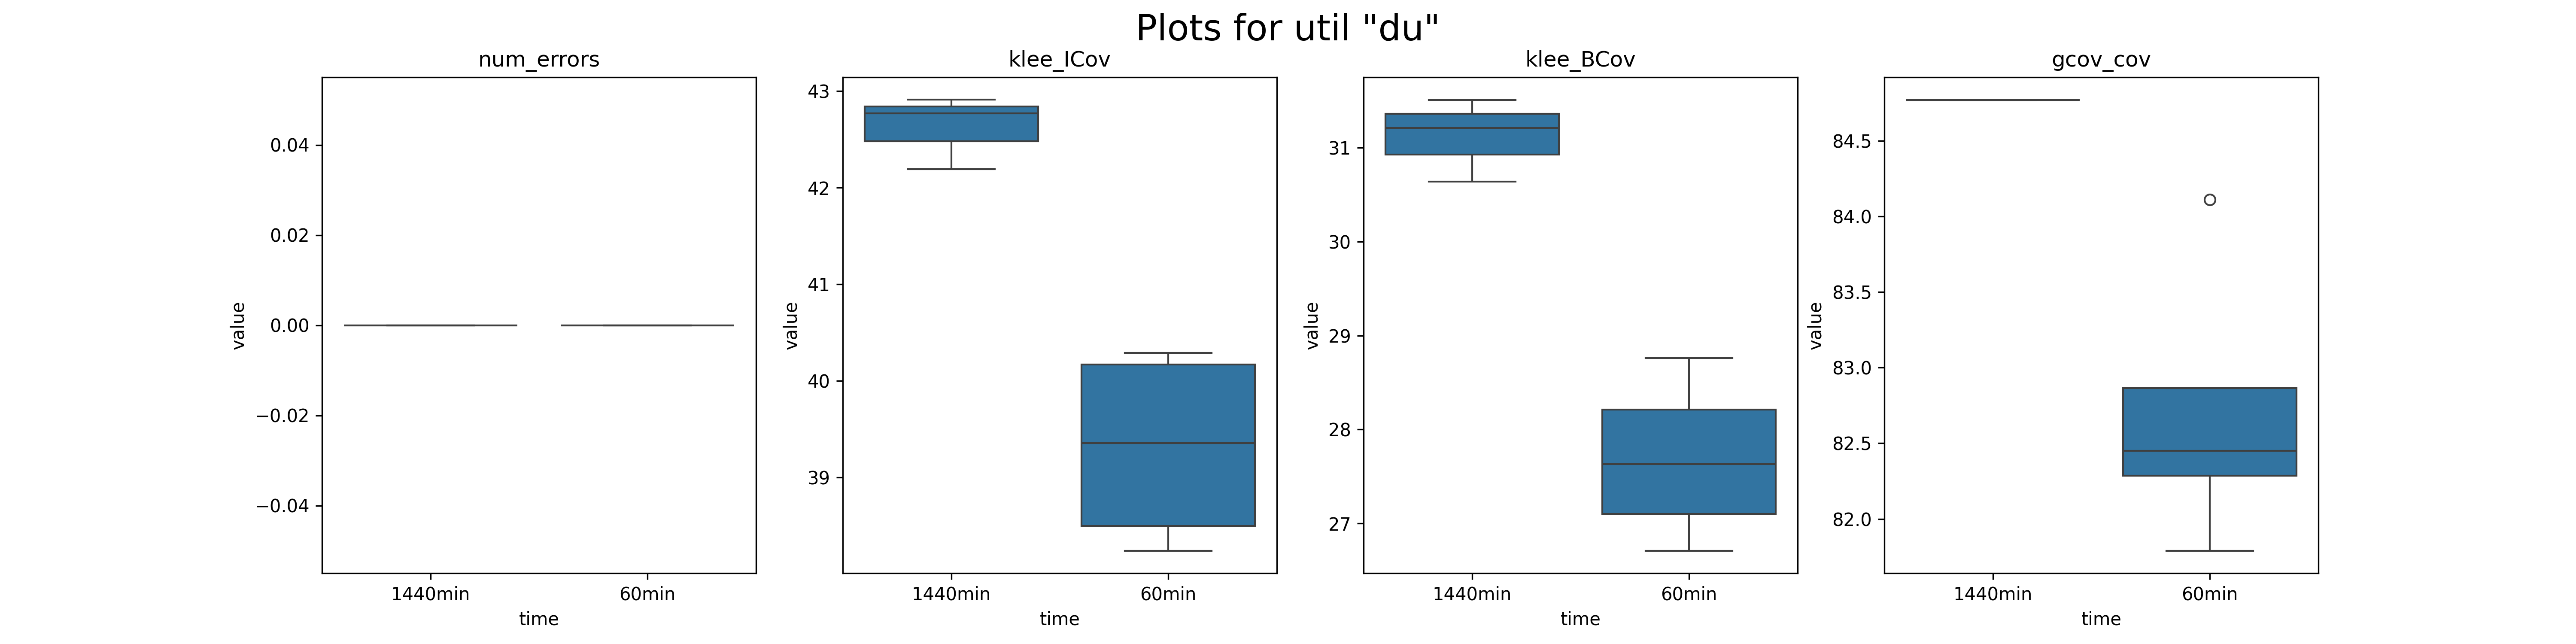 Plots for util "du"
num_errors
value
0.04
0.02
0.00
−0.02
−0.04
1440min
60min
time
klee_ICov
value
43
42
41
40
39
1440min
60min
time
klee_BCov
value
31
30
29
28
27
1440min
60min
time
gcov_cov
value
84.5
84.0
83.5
83.0
82.5
82.0
1440min
60min
time